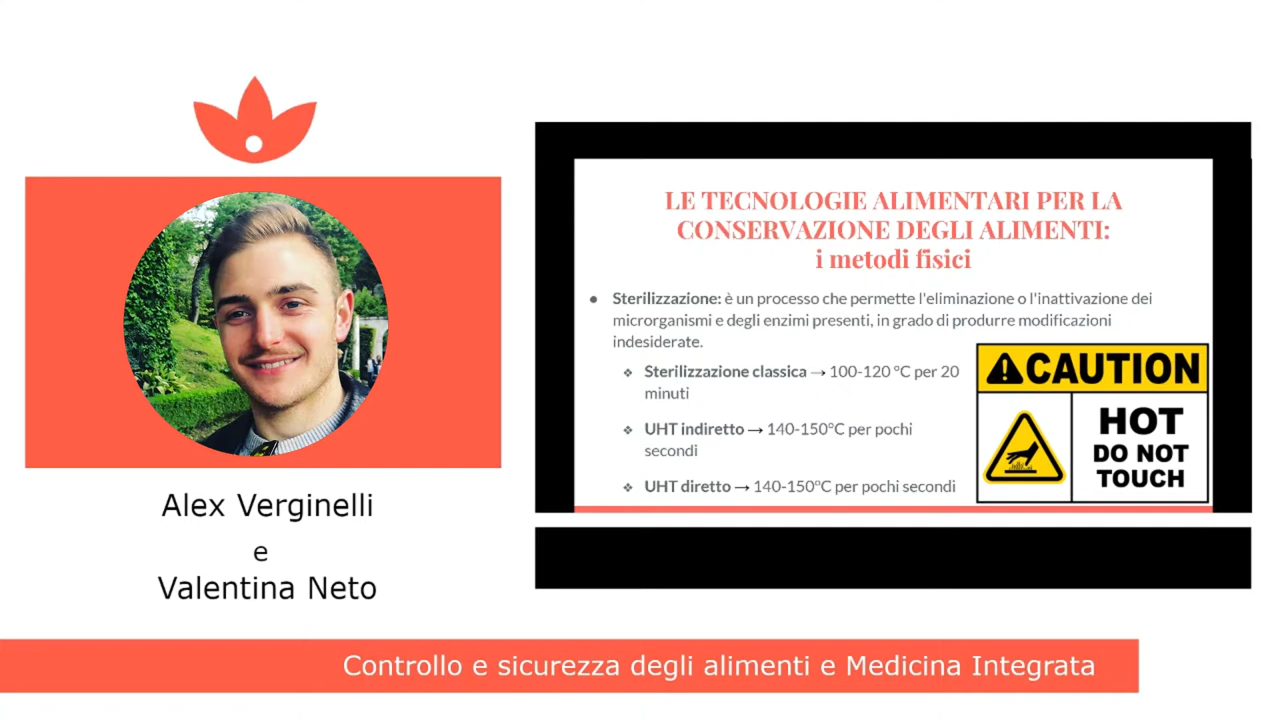 Alex Verginelli
e
Valentina Neto
LE TECNOLOGIE ALIMENTARI PER LA
CONSERVAZIONE DEGLI ALIMENTI:
i metodi fisici
● Sterilizzazione: è un processo che permette l'eliminazione o l'inattivazione dei
microrganismi e degli enzimi presenti, in grado di produrre modificazioni
indesiderate.
❖ Sterilizzazione classica → 100-120 °C per 20
minuti
❖ UHT indiretto → 140-150°C per pochi
secondi
❖ UHT diretto → 140-150°C per pochi secondi
CAUTION
HOT
DO NOT
TOUCH
Controllo e sicurezza degli alimenti e Medicina Integrata